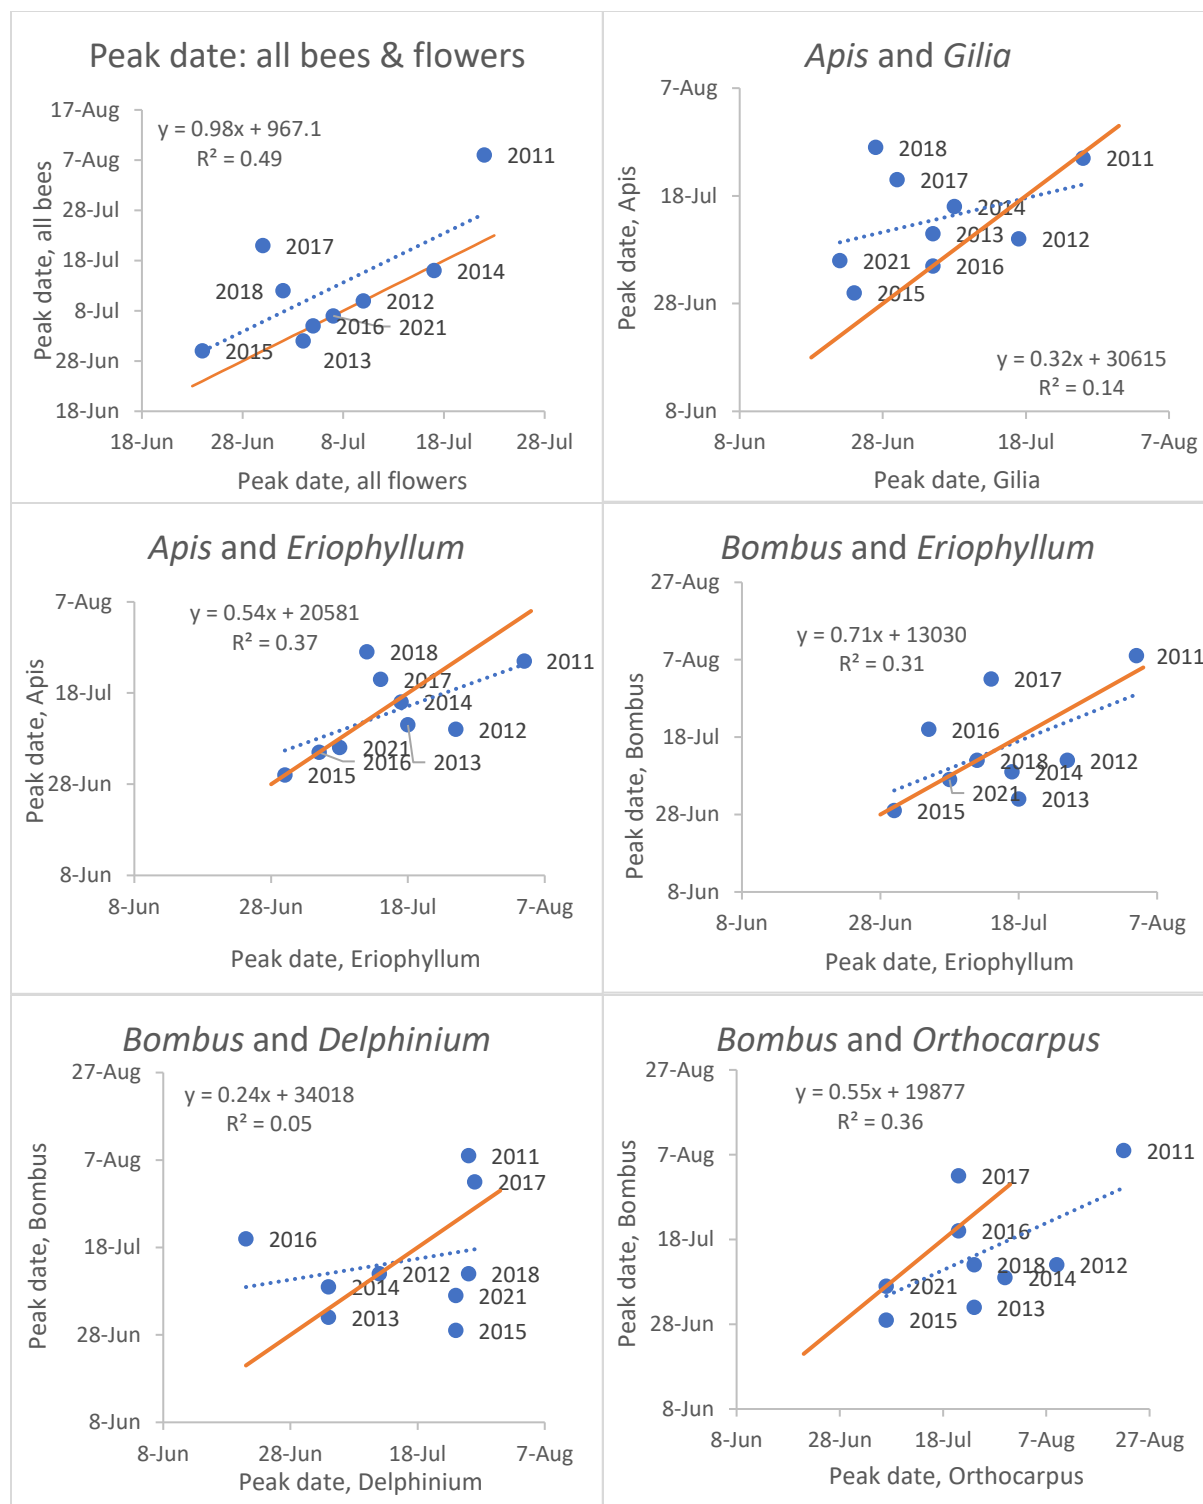 Peak date: all bees & flowers
17-Aug
y = 0.98x + 967.1
R² = 0.49
2011
7-Aug
28-Jul
2017
18-Jul
2014
2018
2012
8-Jul
2016
2021
2015
2013
28-Jun
18-Jun
18-Jun
28-Jun
8-Jul
18-Jul
28-Jul
Peak date, all bees
Peak date, all flowers
Apis and Gilia
7-Aug
2018
2011
2017
18-Jul
2014
2013
2012
2021
2016
2015
28-Jun
y = 0.32x + 30615
R² = 0.14
8-Jun
8-Jun
28-Jun
18-Jul
7-Aug
Peak date, Apis
Peak date, Gilia
Apis and Eriophyllum
7-Aug
y = 0.54x + 20581
R² = 0.37
2018
2011
2017
18-Jul
2014
2012
2021
2016
2013
2015
28-Jun
8-Jun
8-Jun
28-Jun
18-Jul
7-Aug
Peak date, Apis
Peak date, Eriophyllum
Bombus and Eriophyllum
27-Aug
y = 0.71x + 13030
R² = 0.31
7-Aug
2011
2017
2016
18-Jul
2018
2012
2014
2021
2013
2015
28-Jun
8-Jun
8-Jun
28-Jun
18-Jul
7-Aug
Peak date, Bombus
Peak date, Eriophyllum
Bombus and Delphinium
27-Aug
y = 0.24x + 34018
R² = 0.05
7-Aug
2011
2017
2016
18-Jul
2012
2018
2014
2021
2013
2015
28-Jun
8-Jun
8-Jun
28-Jun
18-Jul
7-Aug
Peak date, Bombus
Peak date, Delphinium
Bombus and Orthocarpus
27-Aug
y = 0.55x + 19877
R² = 0.36
7-Aug
2011
2017
2016
18-Jul
2018
2012
2014
2021
2013
2015
28-Jun
8-Jun
8-Jun
28-Jun
18-Jul
7-Aug
27-Aug
Peak date, Bombus
Peak date, Orthocarpus